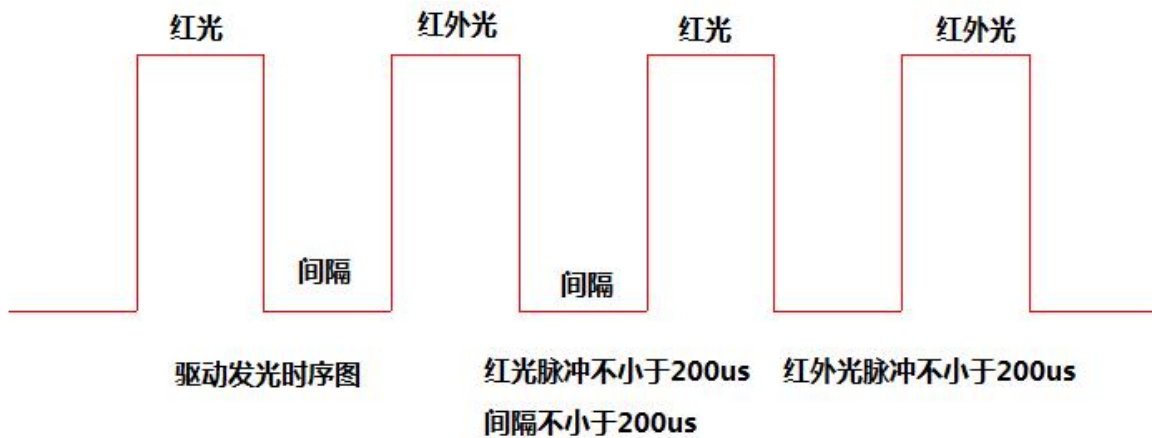 红光
红外光
红光
红外光
间隔
间隔
驱动发光时序图
红光脉冲不小于200us
红外光脉冲不小于200us
间隔不小于200us